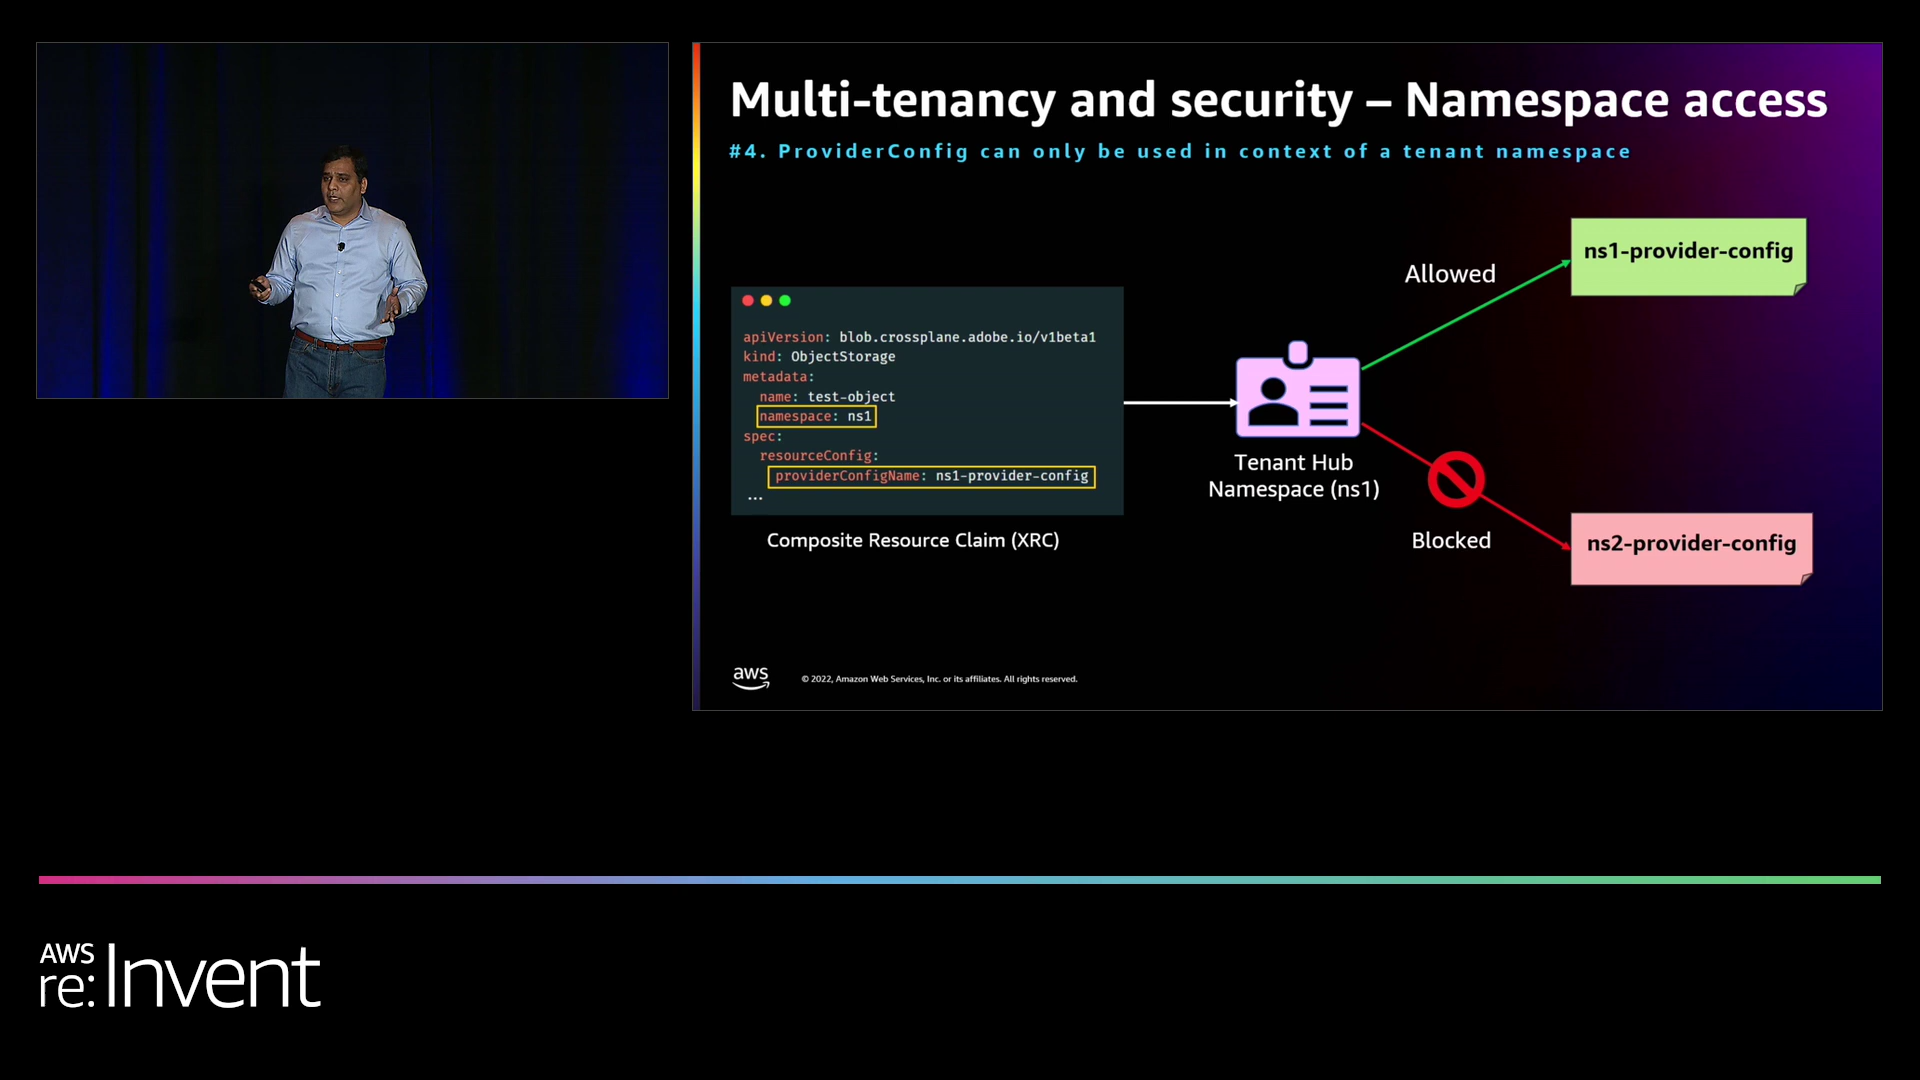 Multi-tenancy and security – Namespace access
#4. ProviderConfig can only be used in context of a tenant namespace
apiVersion: blob.crossplane.adobe.io/v1beta1
kind: ObjectStorage
metadata:
name: test-object
namespace: ns1
spec:
resourceConfig:
providerConfigName: ns1-provider-config
...
Composite Resource Claim (XRC)
Tenant Hub
Namespace (ns1)
Allowed
ns1-provider-config
Blocked
ns2-provider-config
aws
© 2022, Amazon Web Services, Inc. or its affiliates. All rights reserved.
AWS
re:Invent